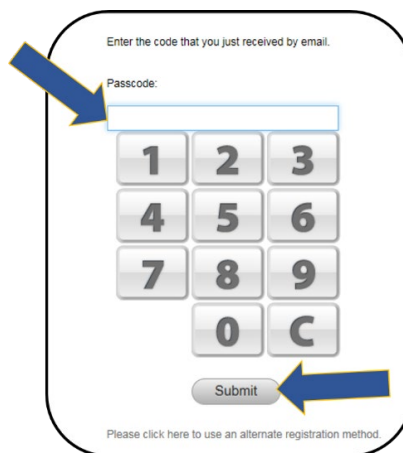 Enter the code that you just received by email.
Passcode:
1 2 3
4 5 6
7 8 9
0 C
Submit
Please click here to use an alternate registration method.